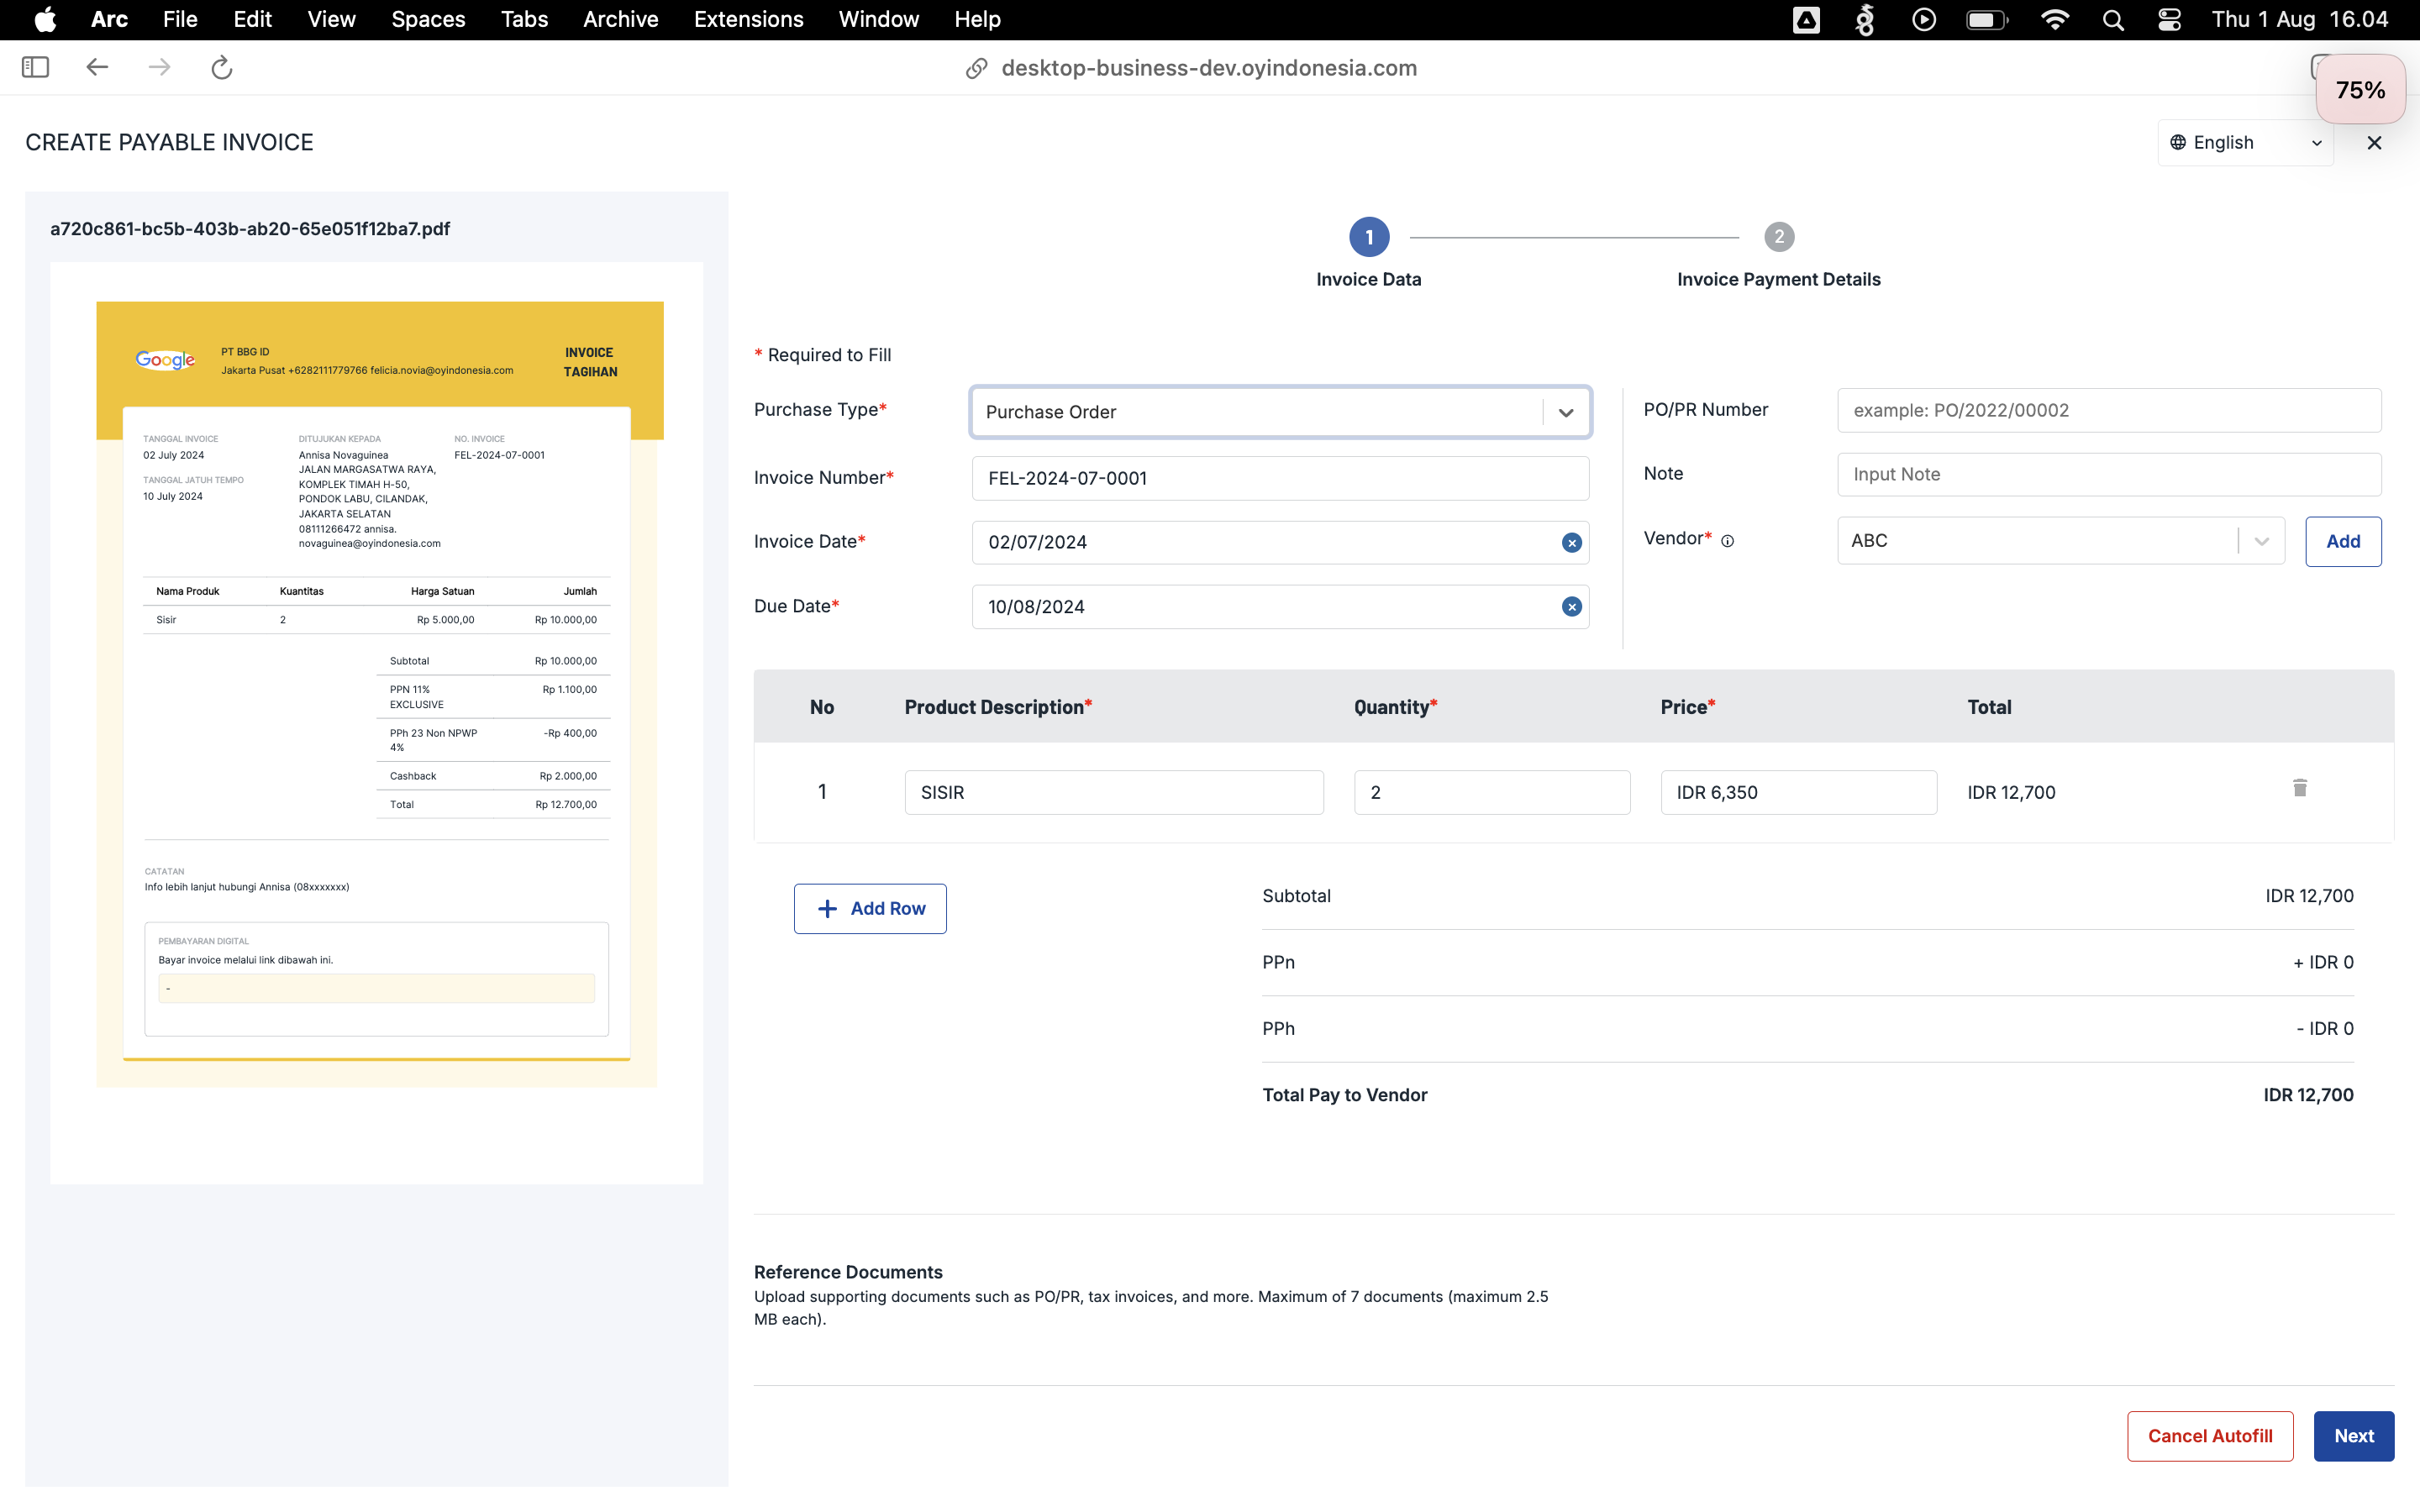 Arc File Edit View Spaces Tabs Archive Extensions Window Help Thu 1 Aug 16.04
desktop-business-dev.oyindonesia.com
75%
CREATE PAYABLE INVOICE
English
a720c861-bc5b-403b-ab20-65e051f12ba7.pdf
Google
PT BBG ID
Jakarta Pusat +6282111779766 felicia.novia@oyindonesia.com
INVOICE
TAGIHAN
TANGGAL INVOICE
02 July 2024
TANGGAL JATUH TEMPO
10 July 2024
DITUJUKAN KEPADA
Annisa Novaguinea
JALAN MARGASATWA RAYA,
KOMPLEK TIMAH H-50,
PONDOK LABU, CILANDAK,
JAKARTA SELATAN
08111266472 annisa.
novaguinea@oyindonesia.com
NO. INVOICE
FEL-2024-07-0001
Nama Produk Kuantitas Harga Satuan Jumlah
Sisir 2 Rp 5.000,00 Rp 10.000,00
Subtotal Rp 10.000,00
PPN 11% Rp 1.100,00
EXCLUSIVE
PPh 23 Non NPWP -Rp 400,00
4%
Cashback Rp 2.000,00
Total Rp 12.700,00
CATATAN
Info lebih lanjut hubungi Annisa (08xxxxxxx)
PEMBAYARAN DIGITAL
Bayar invoice melalui link dibawah ini.
-
1
Invoice Data
2
Invoice Payment Details
* Required to Fill
Purchase Type* Purchase Order
Invoice Number* FEL-2024-07-0001
Invoice Date* 02/07/2024
Due Date* 10/08/2024
PO/PR Number example: PO/2022/00002
Note Input Note
Vendor* ABC Add
No Product Description* Quantity* Price* Total
1 SISIR 2 IDR 6,350 IDR 12,700
Add Row
Subtotal IDR 12,700
PPn + IDR 0
PPh - IDR 0
Total Pay to Vendor IDR 12,700
Reference Documents
Upload supporting documents such as PO/PR, tax invoices, and more. Maximum of 7 documents (maximum 2.5
MB each).
Cancel Autofill Next